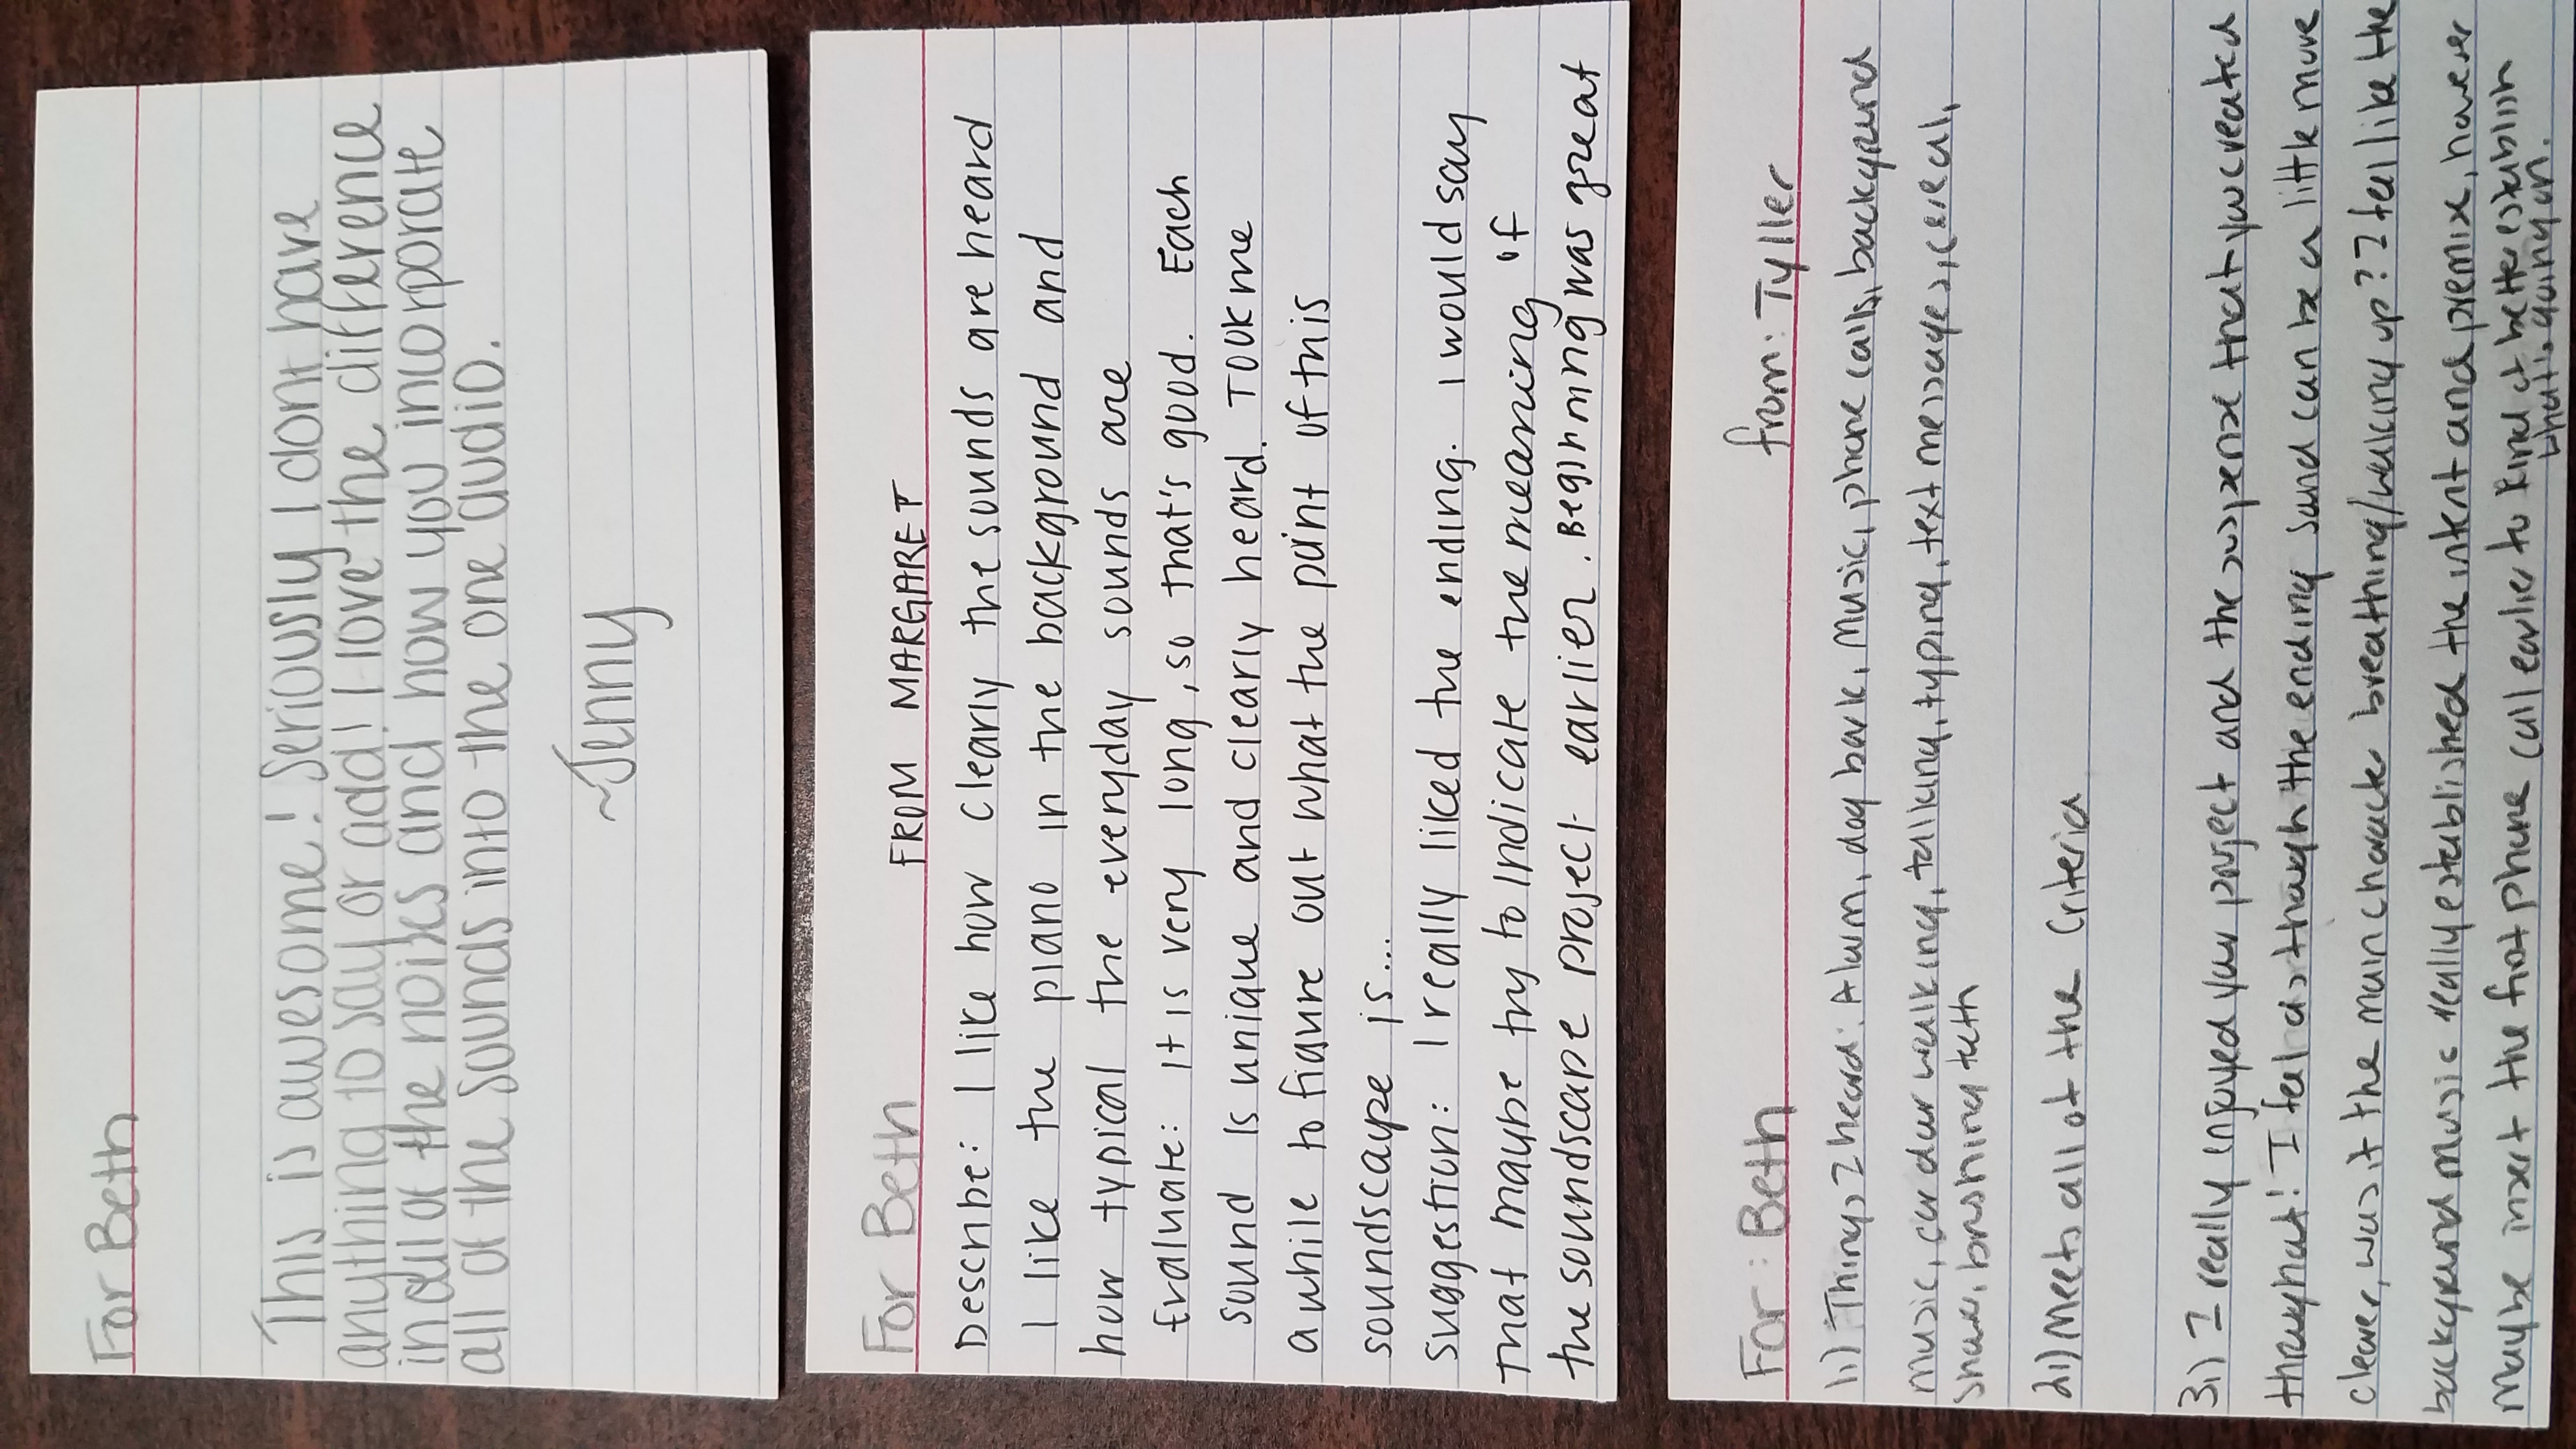 For Beth
This is awesome! Seriously I dont have
anything to say or add! I love the difference
in all of the noises and how you incorporate
all of the sounds into the one audio.
~Jenny
For Beth FROM MARGARET
Describe: I like how clearly the sounds are heard
I like the piano in the background and
how typical the everyday sounds are
Evaluate: It is very long, so that's good. Each
sound is unique and clearly heard. Took me
a while to figure out what the point of this
soundscaype is...
Suggestion: I really liked the ending. I would say
that maybe try to indicate the meaning of
the soundscape project earlier. Beginning was great
For: Beth from: Tyller
1.) Things I heard: Alarm, dog bark, Music, phone calls, background
music, car door walking, talking, typing, text messages, cereal,
brushing teeth
2.) Meets all of the Criteria
3.) I really enjoyed your project and the suspense that you created
throughout! I feel as though the ending sound can be a little more
clearer, was it the main character breathing/waking up? I feel like the
background music really established the intent and premise, however
maybe insert the first phone call earlier to kind of better establish
what's going on.